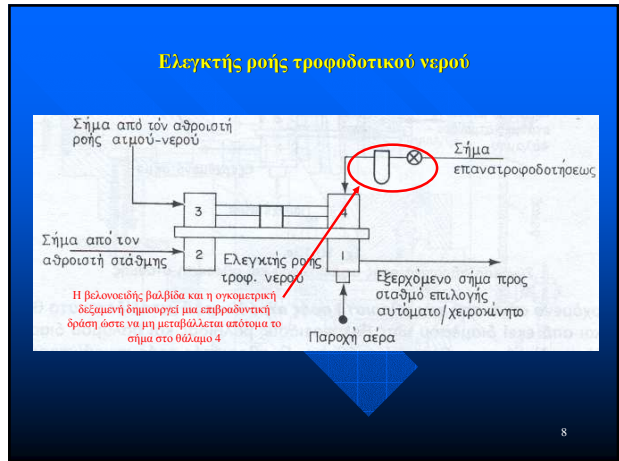 Ελεγκτής ροής τροφοδοτικού νερού
Σήμα από τόν αθροιστή
ροής ατμού-νερού
Σήμα
επανατροφοδοτήσεως
3
4
Σήμα από τον
αθροιστή στάθμης
2
Ελεγκτής ροής
τροφ. νερού
1
Εξερχόμενο σήμα προς
σταθμό επιλογής
αυτόματο/χειροκίνητο
Η βελονοειδής βαλβίδα και η ογκομετρική
δεξαμενή δημιουργεί μια επιβραδυντική
δράση ώστε να μη μεταβάλλεται απότομα το
σήμα στο θάλαμο 4
Παροχή αέρα
8